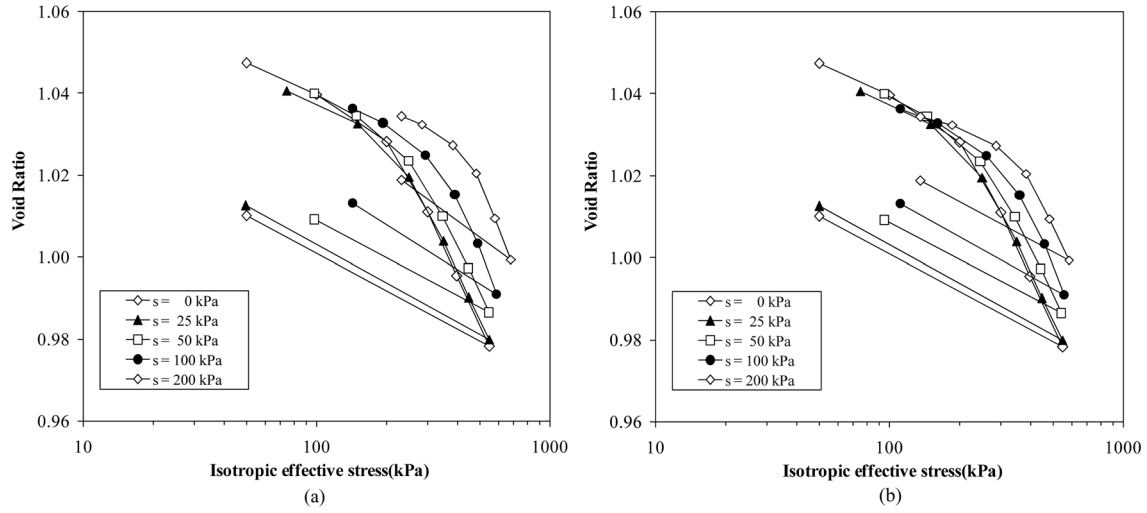 1.06
1.04
1.02
1.00
0.98
0.96
Void Ratio
s = 0 kPa
s = 25 kPa
s = 50 kPa
s = 100 kPa
s = 200 kPa
10
100
1000
Isotropic effective stress(kPa)
(a)
1.06
1.04
1.02
1.00
0.98
0.96
Void Ratio
s = 0 kPa
s = 25 kPa
s = 50 kPa
s = 100 kPa
s = 200 kPa
10
100
1000
Isotropic effective stress(kPa)
(b)